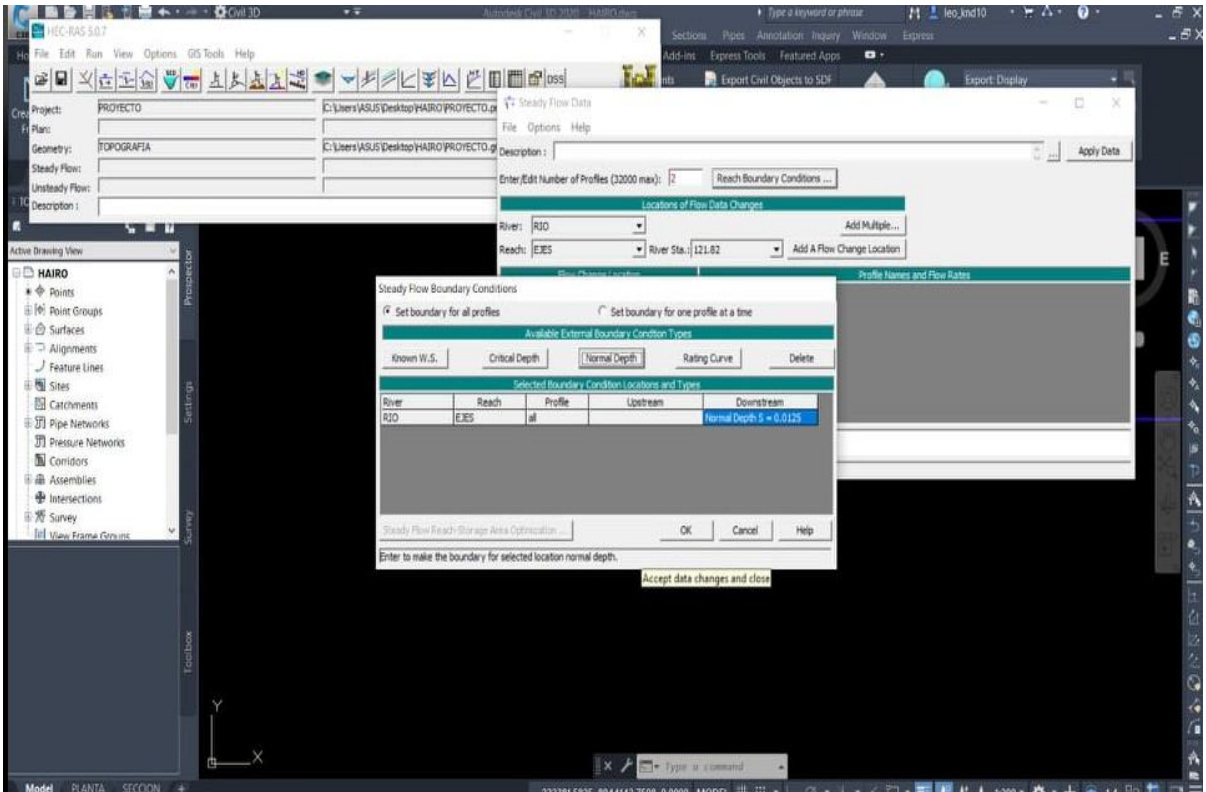 Civil 3D
Autodesk Civil 3D 2020 HAIRO.dwg
Type a keyword or phrase
leo_knd10
HEC-RAS 5.0.7
File Edit Run View Options GIS Tools Help
DSS
Project: PROYECTO
Plan:
Geometry: TOPOGRAFIA
Steady Flow:
Unsteady Flow:
Description :
Sections Pipes Annotation Inquiry Window Express
Add-ins Express Tools Featured Apps
Export Civil Objects to SDF
Export: Display
Steady Flow Data
File Options Help
Description :
... Apply Data
Enter/Edit Number of Profiles (32000 max): 2 Reach Boundary Conditions ...
Locations of Flow Data Changes
River: RIO
Add Multiple...
Reach: EJES River Sta.: 121.82 Add A Flow Change Location
Flow Change Location Profile Names and Flow Rates
Active Drawing View
HAIRO
Points
Point Groups
Surfaces
Alignments
Feature Lines
Sites
Catchments
Pipe Networks
Pressure Networks
Corridors
Assemblies
Intersections
Survey
View Frame Groups
Prospector
Settings
Survey
Toolbox
E
Steady Flow Boundary Conditions
Set boundary for all profiles Set boundary for one profile at a time
Available External Boundary Condtion Types
Known W.S. Critical Depth Normal Depth Rating Curve Delete
Selected Boundary Condition Locations and Types
River Reach Profile Upstream Downstream
RIO EJES all Normal Depth S = 0.0125
Steady Flow Reach-Storage Area Optimization ... OK Cancel Help
Enter to make the boundary for selected location normal depth.
Accept data changes and close
Y
X
Type a command
Model PLANTA SECCION +
MODEL